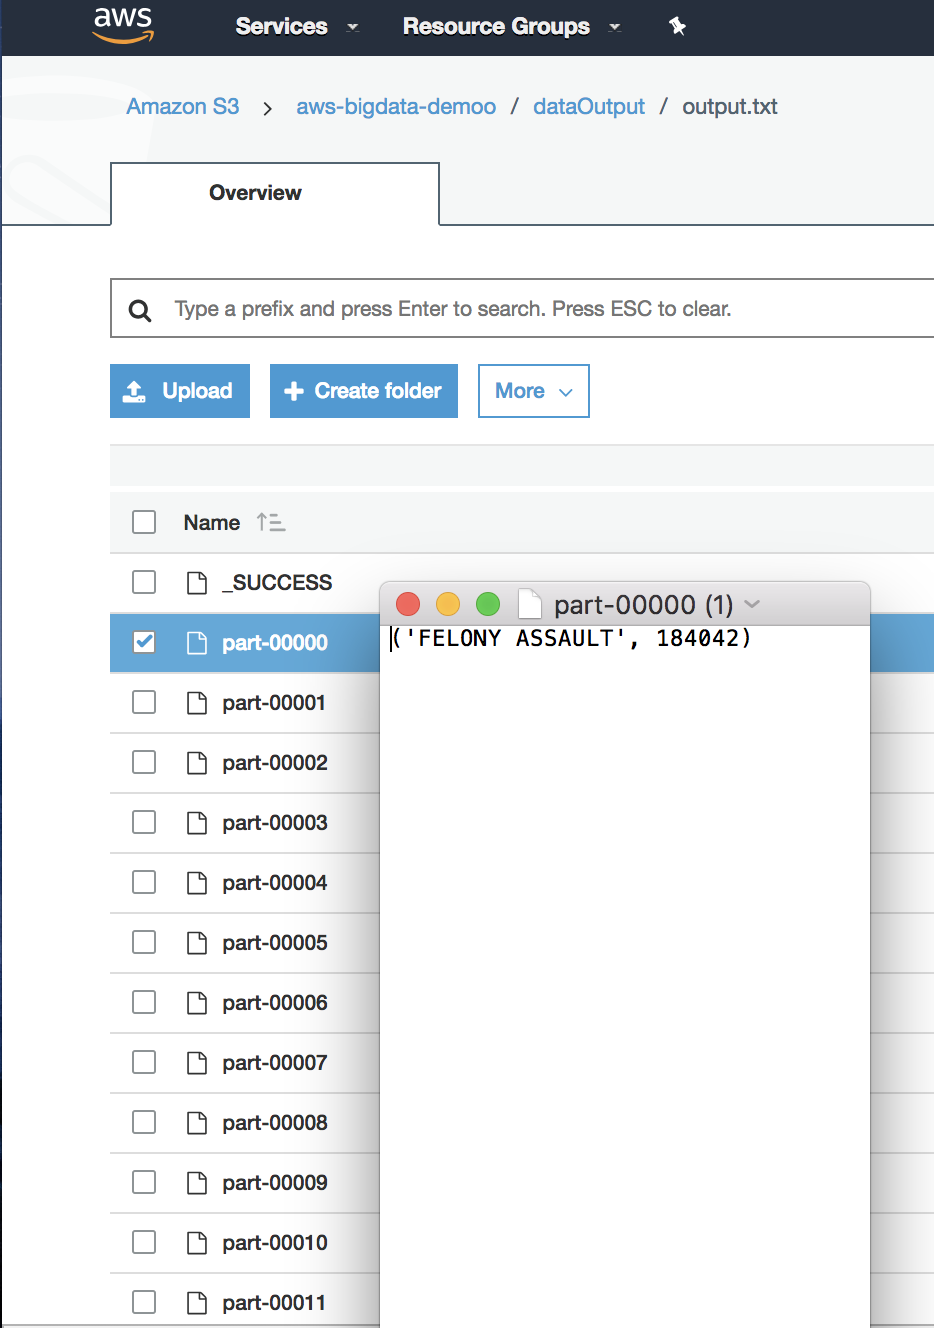 aws Services Resource Groups
Amazon S3 > aws-bigdata-demoo / dataOutput / output.txt
Overview
Type a prefix and press Enter to search. Press ESC to clear.
Upload Create folder More
Name
_SUCCESS
part-00000 (1)
part-00000
('FELONY ASSAULT', 184042)
part-00001
part-00002
part-00003
part-00004
part-00005
part-00006
part-00007
part-00008
part-00009
part-00010
part-00011